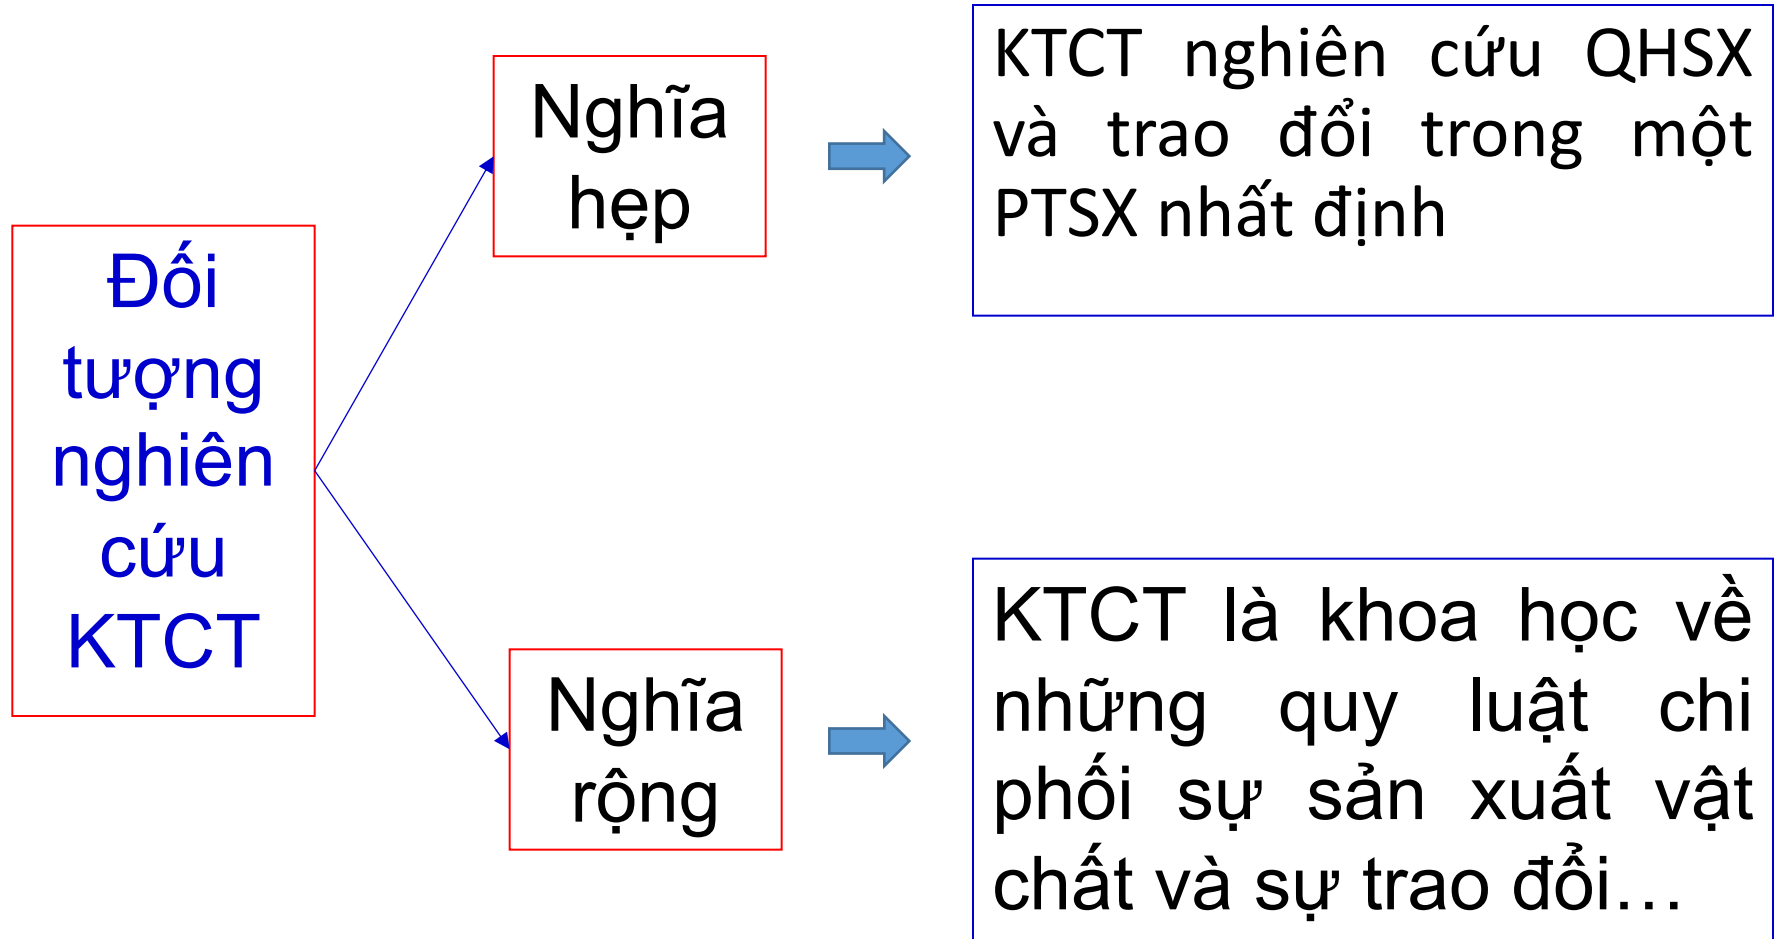 Đối
tượng
nghiên
cứu
KTCT
Nghĩa
hẹp
KTCT nghiên cứu QHSX
và trao đổi trong một
PTSX nhất định
Nghĩa
rộng
KTCT là khoa học về
những quy luật chi
phối sự sản xuất vật
chất và sự trao đổi…